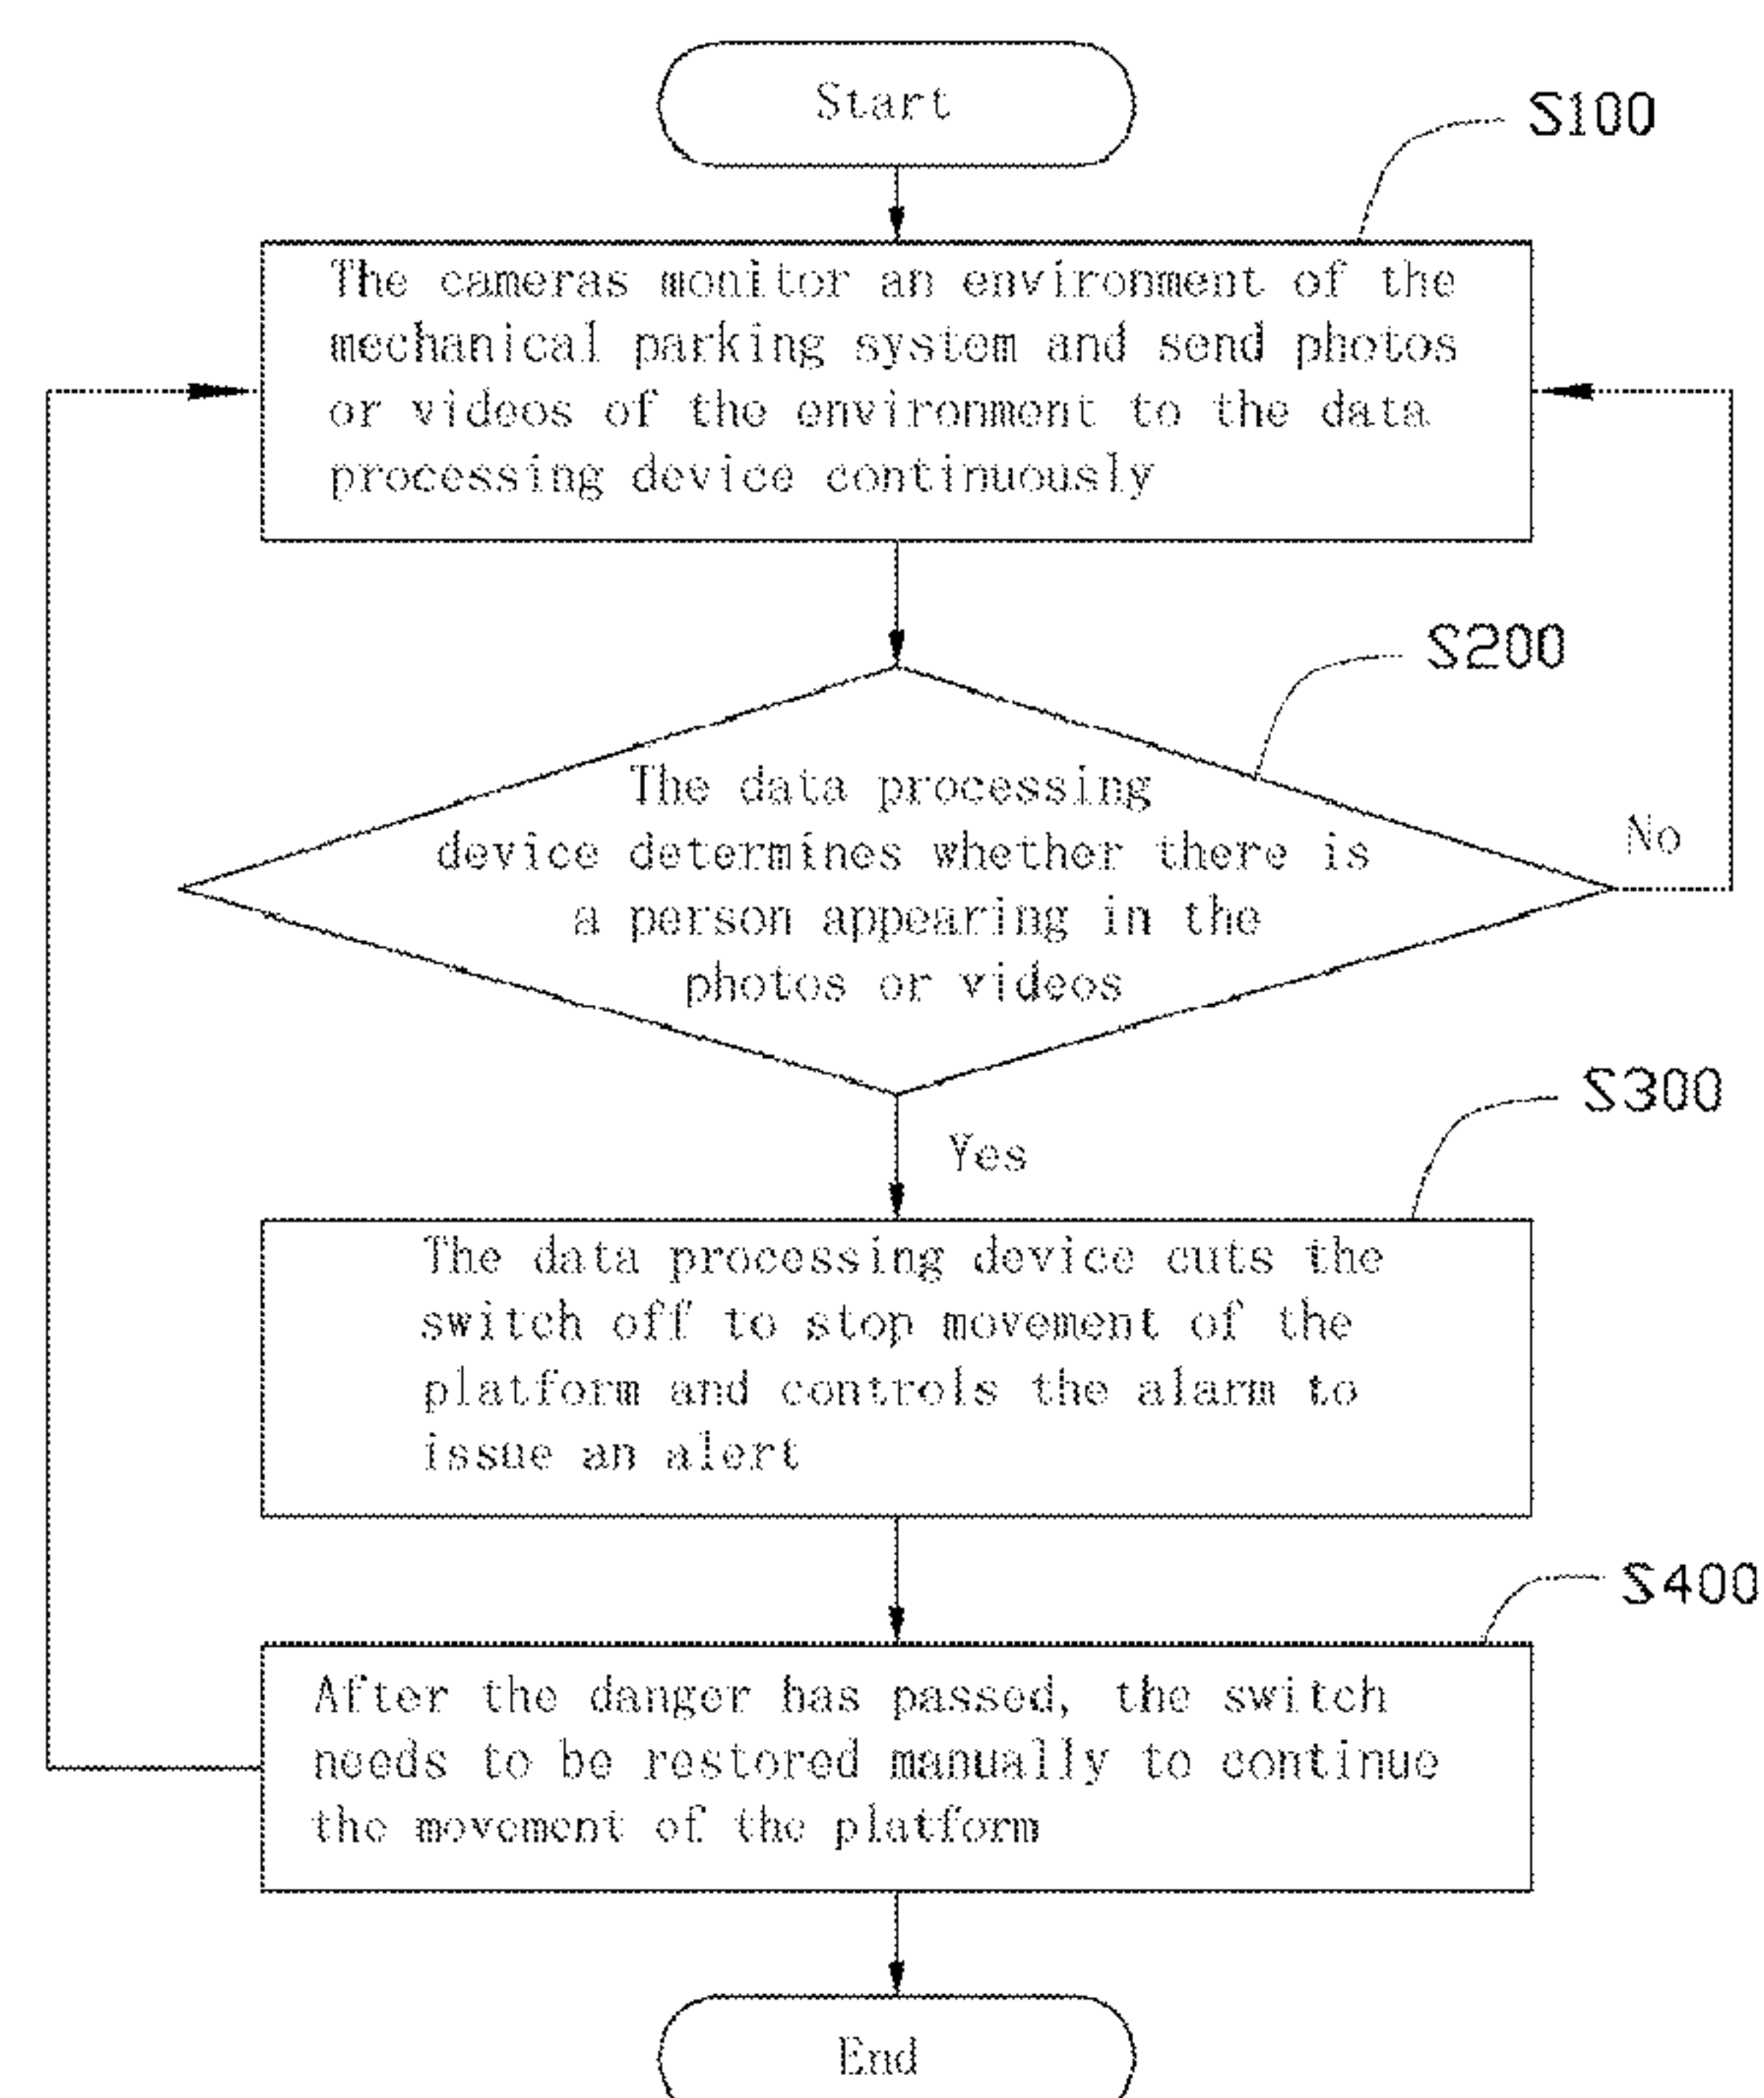 Start
S100
The cameras monitor an environment of the
mechanical parking system and send photos
or videos of the environment to the data
processing device continuously
S200
The data processing
device determines whether there is
a person appearing in the
photos or videos
No
S300
Yes
The data processing device cuts the
switch off to stop movement of the
platform and controls the alarm to
issue an alert
S400
After the danger has passed, the switch
needs to be restored manually to continue
the movement of the platform
End